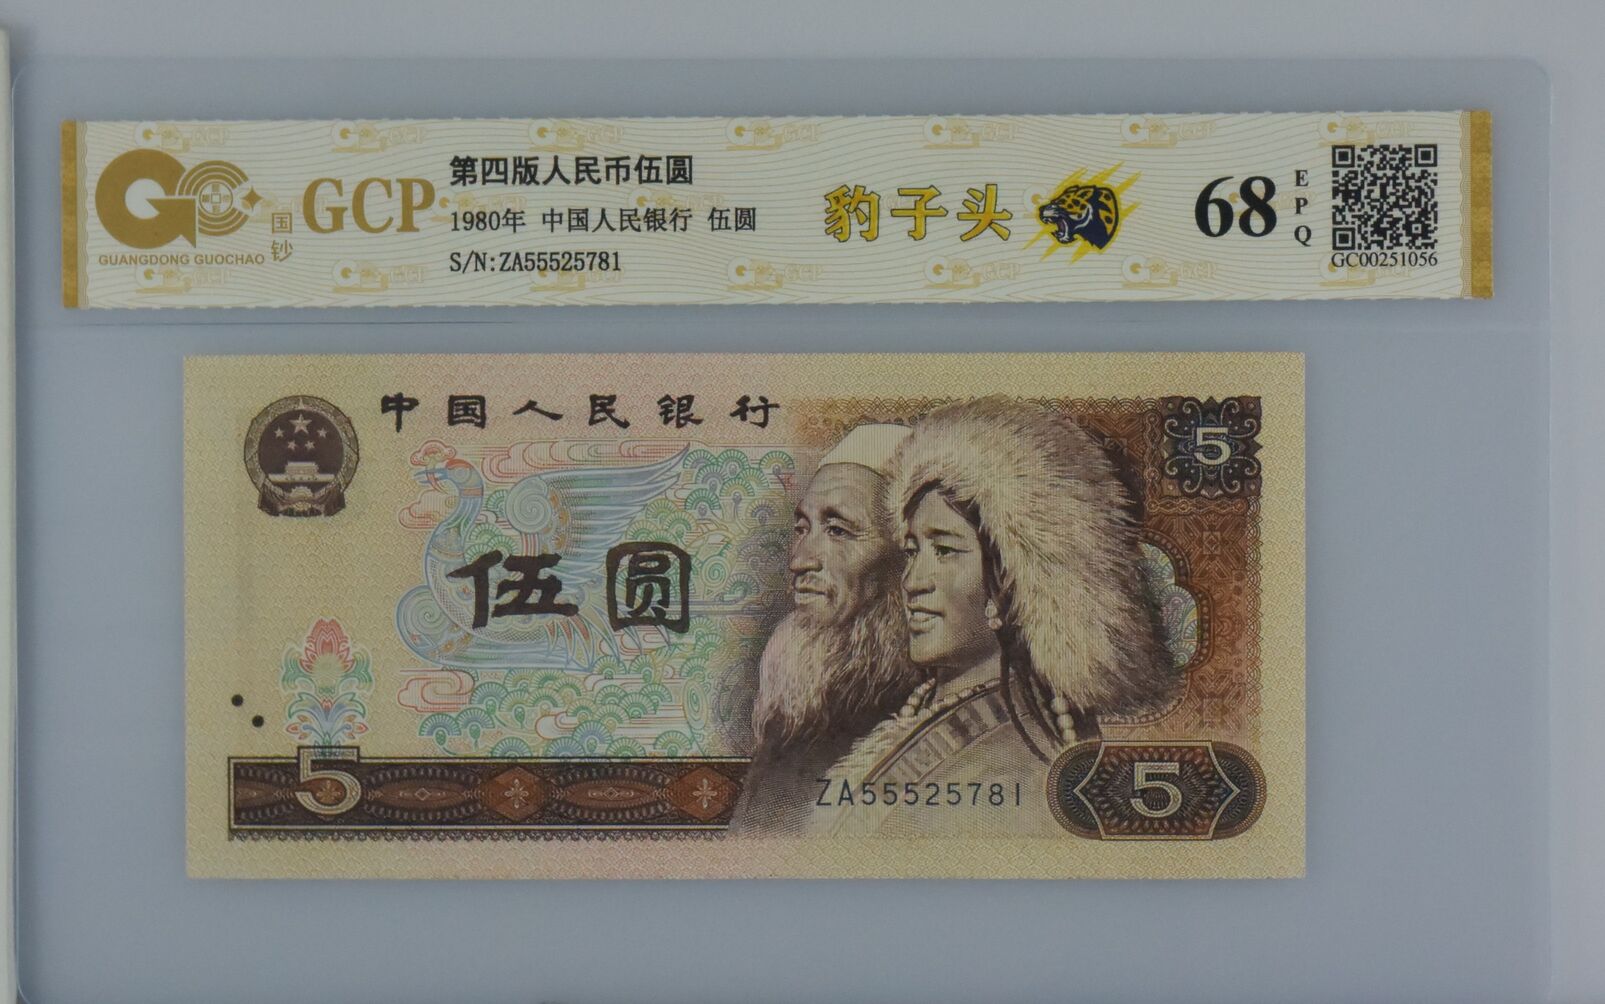 国钞
GUANGDONG GUOCHAO
GCP
第四版人民币伍圆
1980年 中国人民银行 伍圆
S/N:ZA55525781
豹子头
68
EPQ
GC00251056
中国人民银行
5
伍圆
5
ZA55525781
5